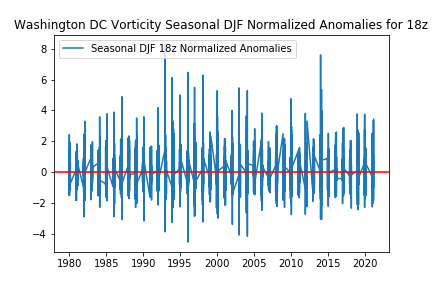 Washington DC Vorticity Seasonal DJF Normalized Anomalies for 18z
Seasonal DJF 18z Normalized Anomalies
8
6
4
2
0
−2
−4
1980 1985 1990 1995 2000 2005 2010 2015 2020